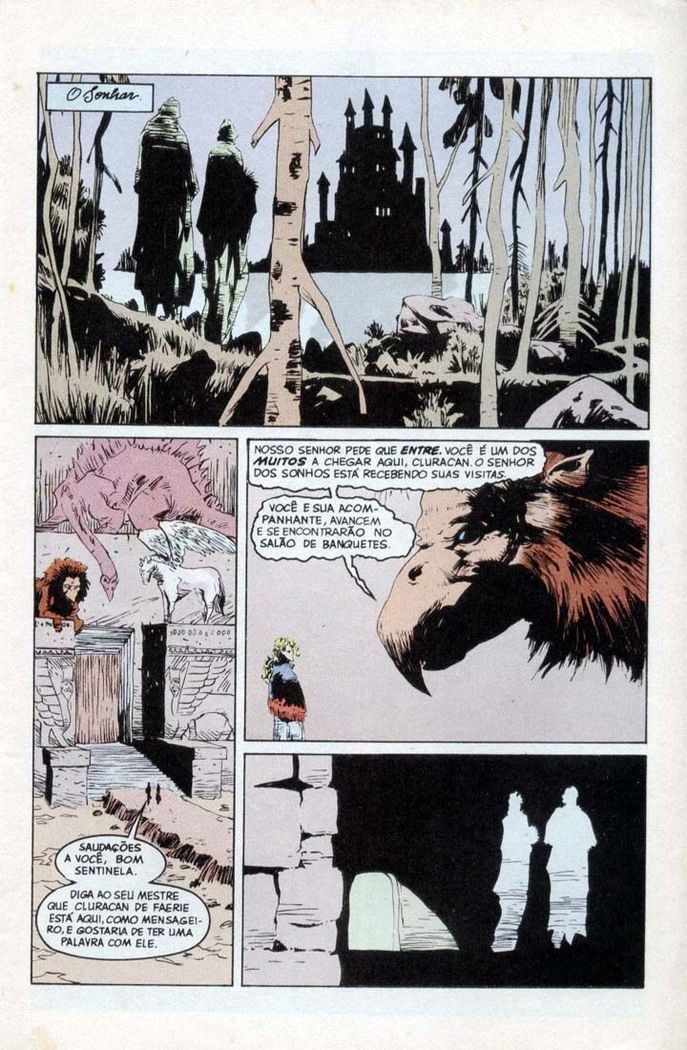 O Sonhar.
SAUDAÇÕES
A VOCÊ, BOM
SENTINELA.
DIGA AO SEU MESTRE
QUE CLURACAN DE FAERIE
ESTÁ AQUI, COMO MENSAGEI-
RO, E GOSTARIA DE TER UMA
PALAVRA COM ELE.
NOSSO SENHOR PEDE QUE ENTRE. VOCÊ É UM DOS
MUITOS A CHEGAR AQUI, CLURACAN. O SENHOR
DOS SONHOS ESTÁ RECEBENDO SUAS VISITAS.
VOCÊ E SUA ACOM-
PANHANTE, AVANCEM
E SE ENCONTRARÃO NO
SALÃO DE BANQUETES.